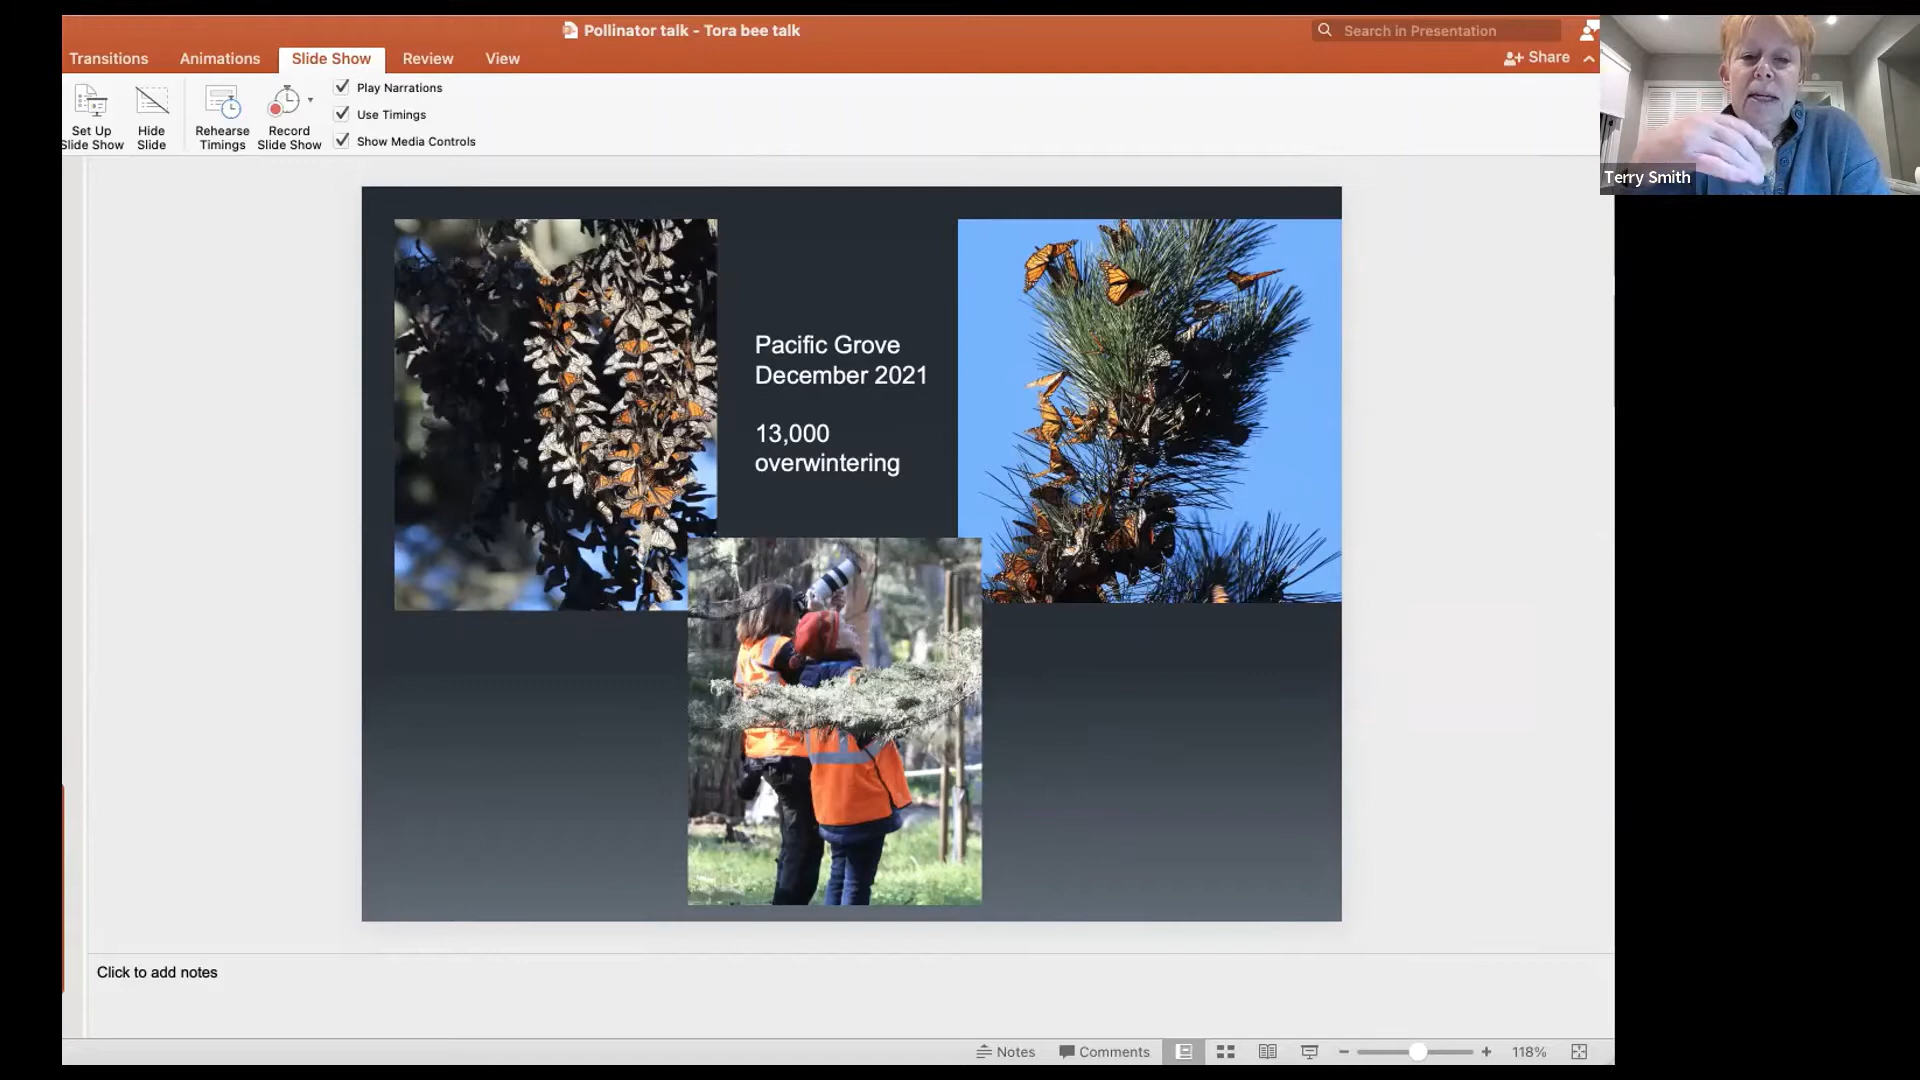 Pollinator talk - Tora bee talk
Search in Presentation
Transitions
Animations
Slide Show
Review
View
Share
Set Up
Slide Show
Hide
Slide
Rehearse
Timings
Record
Slide Show
Play Narrations
Use Timings
Show Media Controls
Terry Smith
Pacific Grove
December 2021
13,000
overwintering
Click to add notes
Notes
Comments
118%